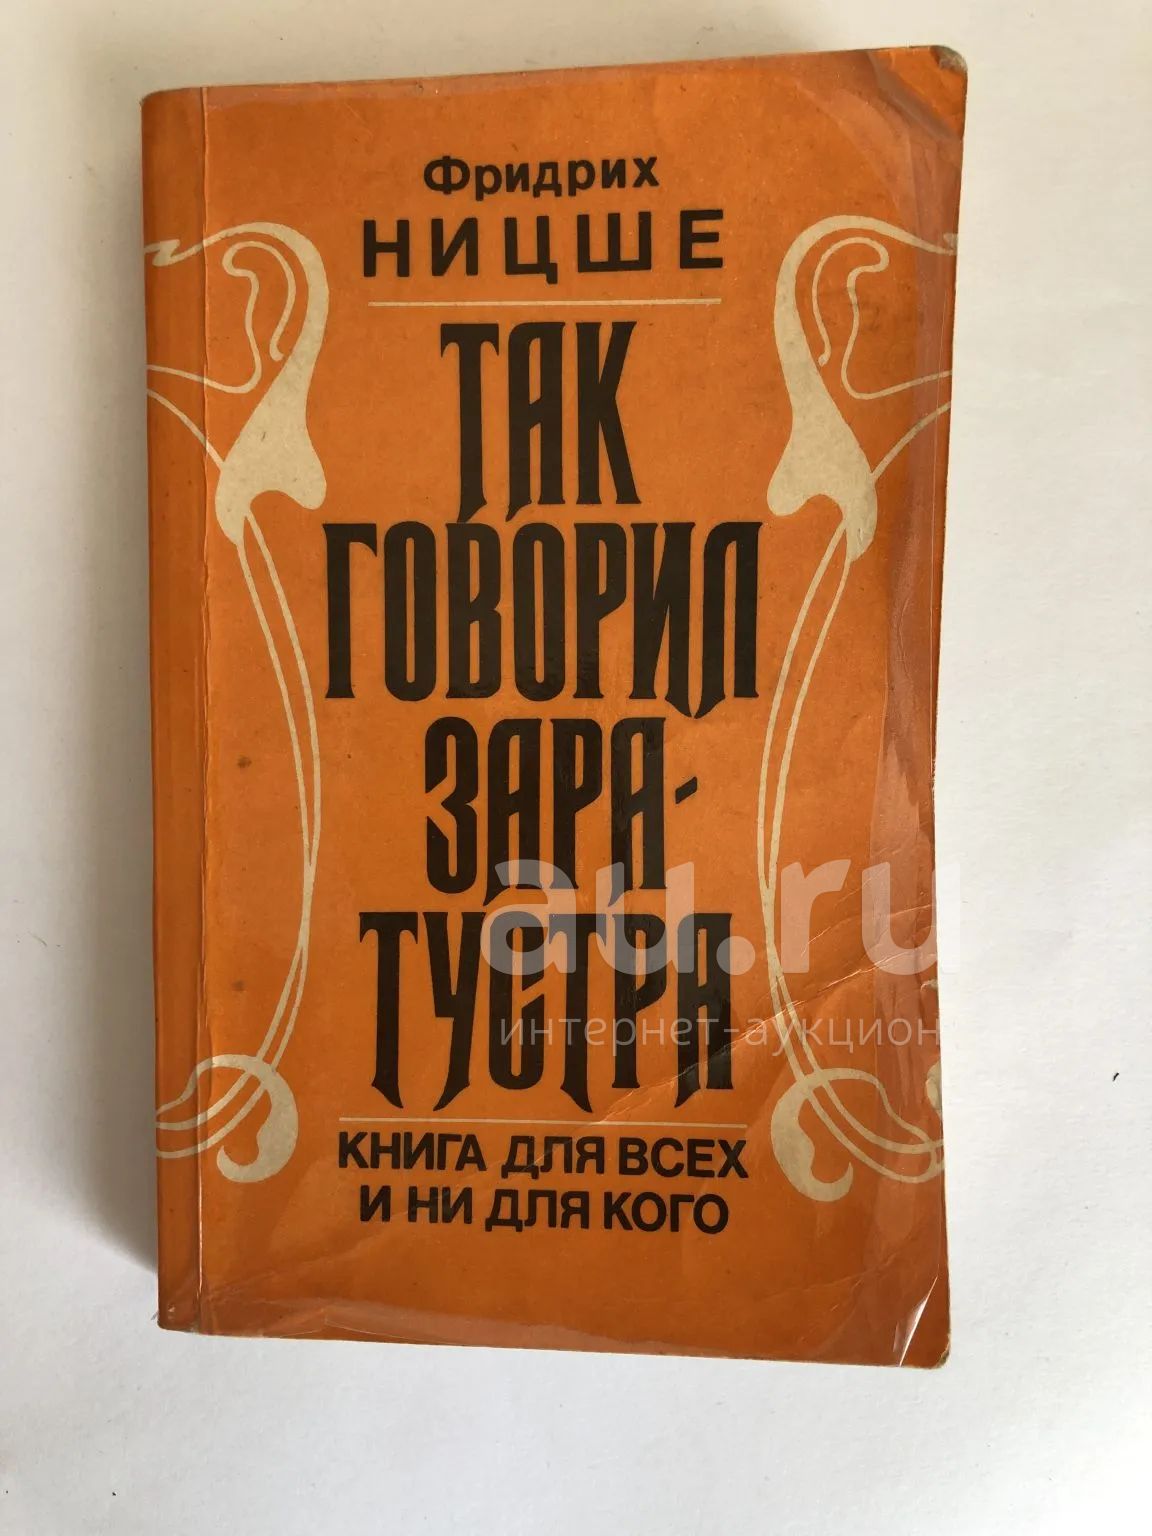 Фридрих
НИЦШЕ
ТАК
ГОВОРИЛ
ЗАРА-
ТУСТРА
au.ru
интернет-аукцион
КНИГА ДЛЯ ВСЕХ
И НИ ДЛЯ КОГО